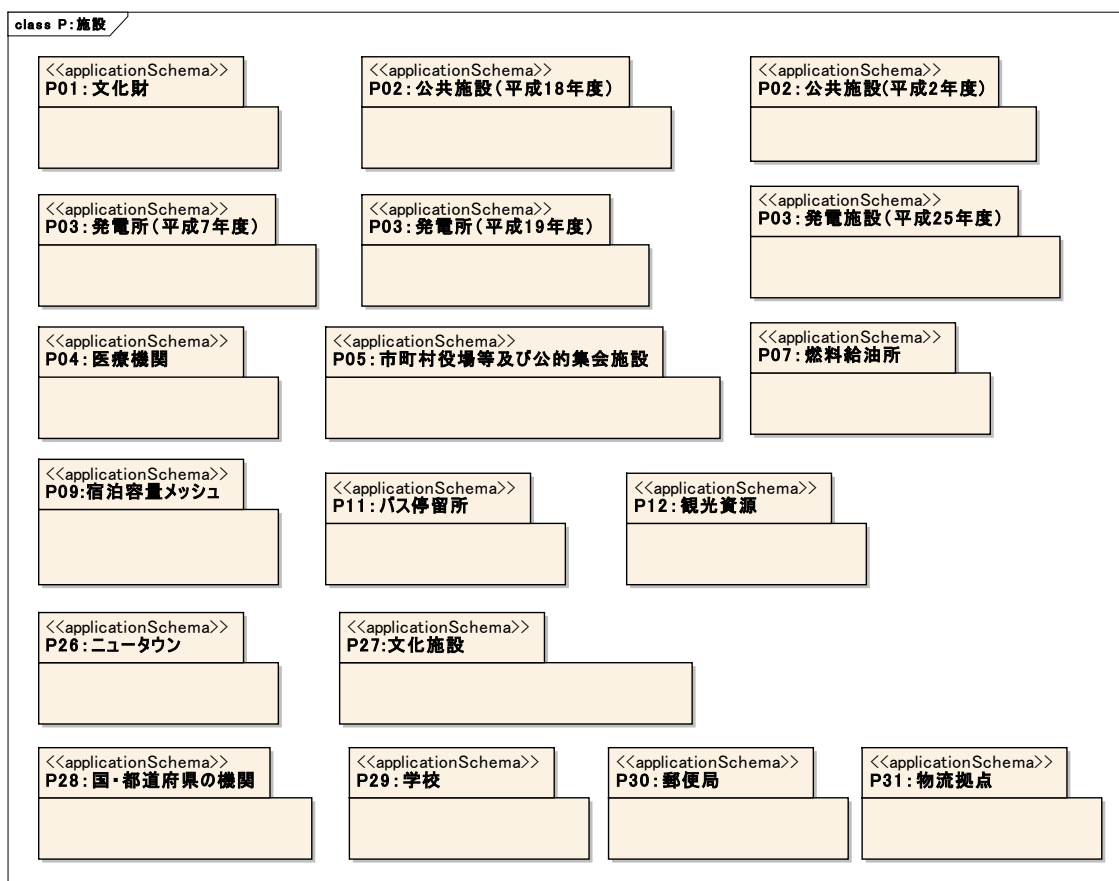 class P:施設
<<applicationSchema>>
P01:文化財
<<applicationSchema>>
P02:公共施設(平成18年度)
<<applicationSchema>>
P02:公共施設(平成2年度)
<<applicationSchema>>
P03:発電所(平成7年度)
<<applicationSchema>>
P03:発電所(平成19年度)
<<applicationSchema>>
P03:発電施設(平成25年度)
<<applicationSchema>>
P04:医療機関
<<applicationSchema>>
P05:市町村役場等及び公的集会施設
<<applicationSchema>>
P07:燃料給油所
<<applicationSchema>>
P09:宿泊容量メッシュ
<<applicationSchema>>
P11:バス停留所
<<applicationSchema>>
P12:観光資源
<<applicationSchema>>
P26:ニュータウン
<<applicationSchema>>
P27:文化施設
<<applicationSchema>>
P28:国・都道府県の機関
<<applicationSchema>>
P29:学校
<<applicationSchema>>
P30:郵便局
<<applicationSchema>>
P31:物流拠点